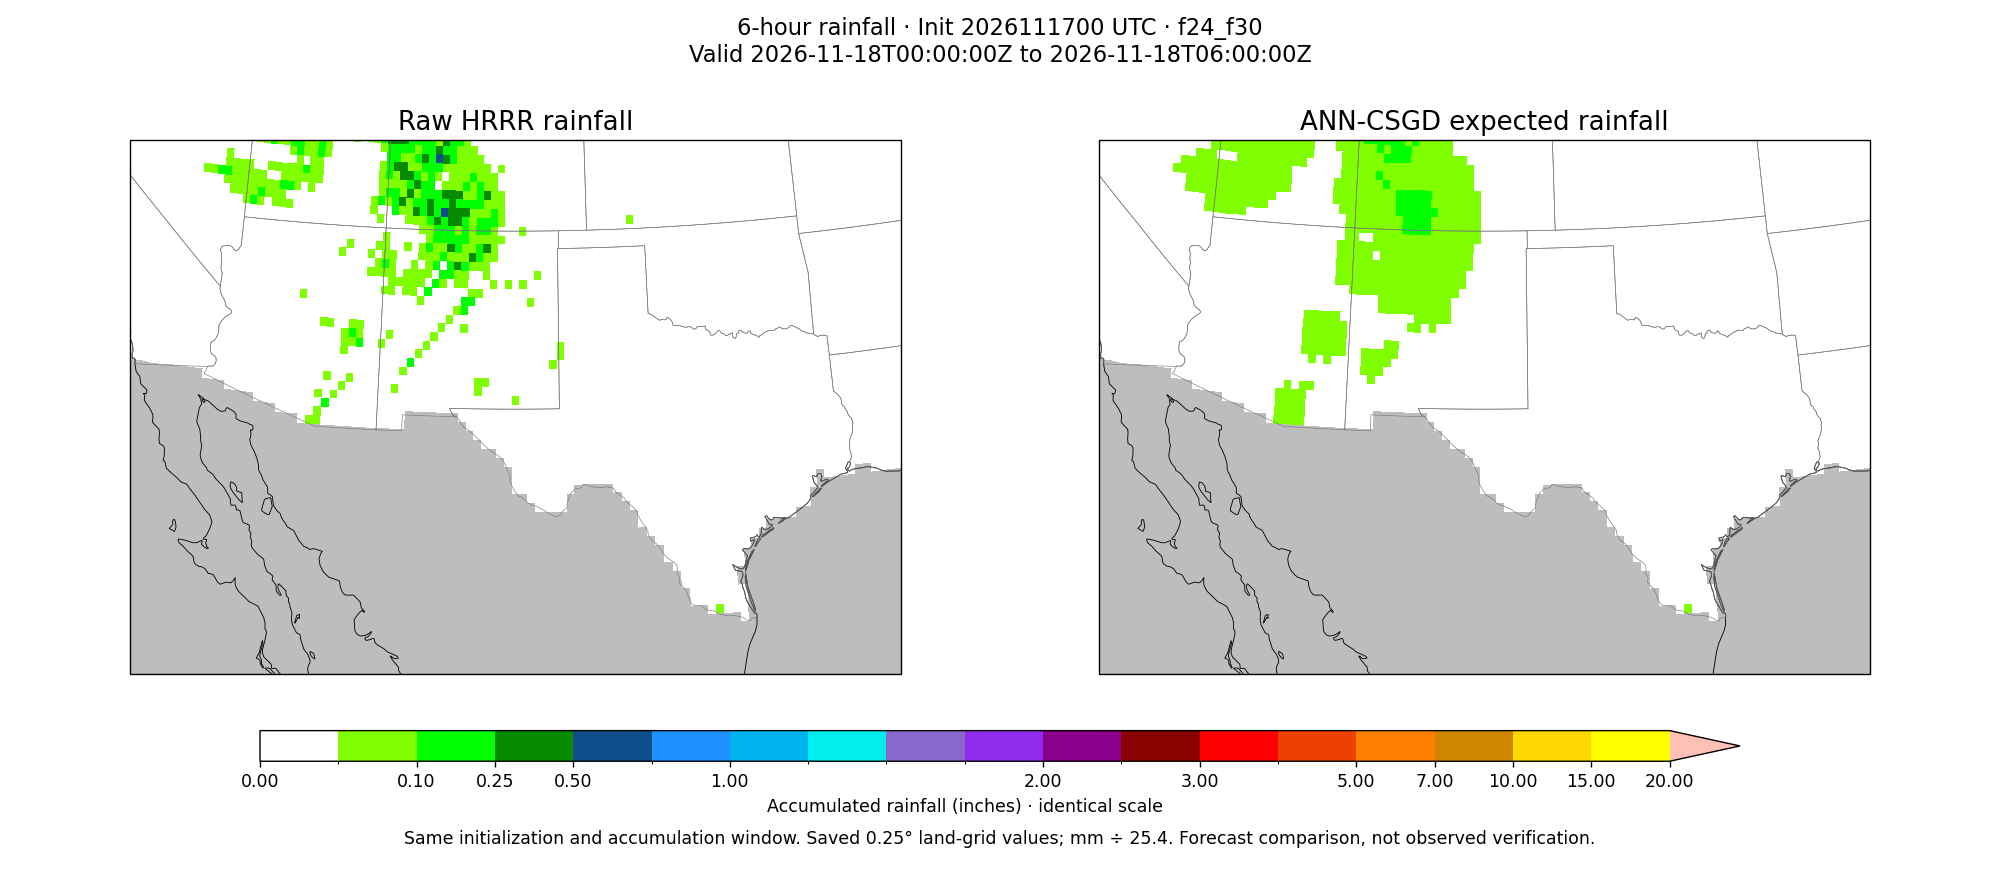 6-hour rainfall · Init 2026111700 UTC · f24_f30
Valid 2026-11-18T00:00:00Z to 2026-11-18T06:00:00Z
Raw HRRR rainfall
ANN-CSGD expected rainfall
0.00 0.10 0.25 0.50 1.00 2.00 3.00 5.00 7.00 10.00 15.00 20.00
Accumulated rainfall (inches) · identical scale
Same initialization and accumulation window. Saved 0.25° land-grid values; mm ÷ 25.4. Forecast comparison, not observed verification.